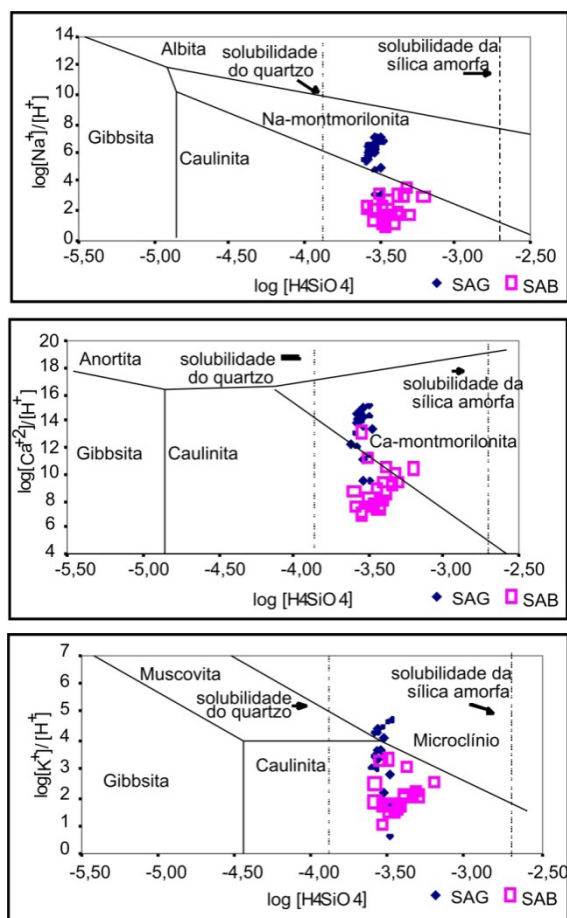 14
12
10
8
6
4
2
0
log[Na⁺]/[H⁺]
Albita
solubilidade
do quartzo
solubilidade da
sílica amorfa
Na-montmorilonita
Gibbsita
Caulinita
-5,50
-5,00
-4,50
-4,00
-3,50
-3,00
-2,50
log [H4SiO4]
SAG
SAB
20
18
16
14
12
10
8
6
4
log[Ca⁺²]/[H⁺]
Anortita
solubilidade
do quartzo
solubilidade da
sílica amorfa
Ca-montmorilonita
Gibbsita
Caulinita
-5,50
-5,00
-4,50
-4,00
-3,50
-3,00
-2,50
log [H4SiO4]
SAG
SAB
7
6
5
4
3
2
1
0
log[K⁺]/[H⁺]
Muscovita
solubilidade
do quartzo
solubilidade da
sílica amorfa
Microclínio
Gibbsita
Caulinita
-5,50
-5,00
-4,50
-4,00
-3,50
-3,00
-2,50
log [H4SiO4]
SAG
SAB